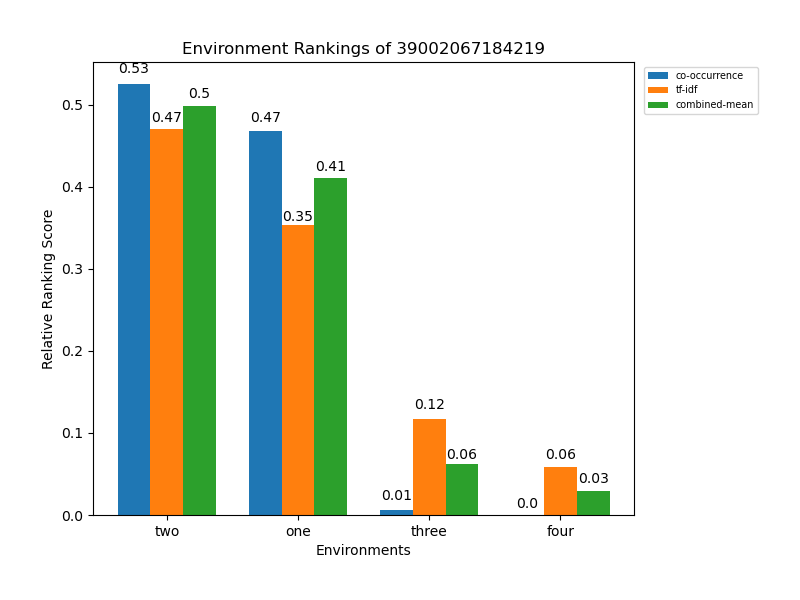 Environment Rankings of 39002067184219
co-occurrence
tf-idf
combined-mean
Relative Ranking Score
0.5
0.4
0.3
0.2
0.1
0.0
0.53
0.47
0.5
0.47
0.35
0.41
0.01
0.12
0.06
0.0
0.06
0.03
two
one
three
four
Environments